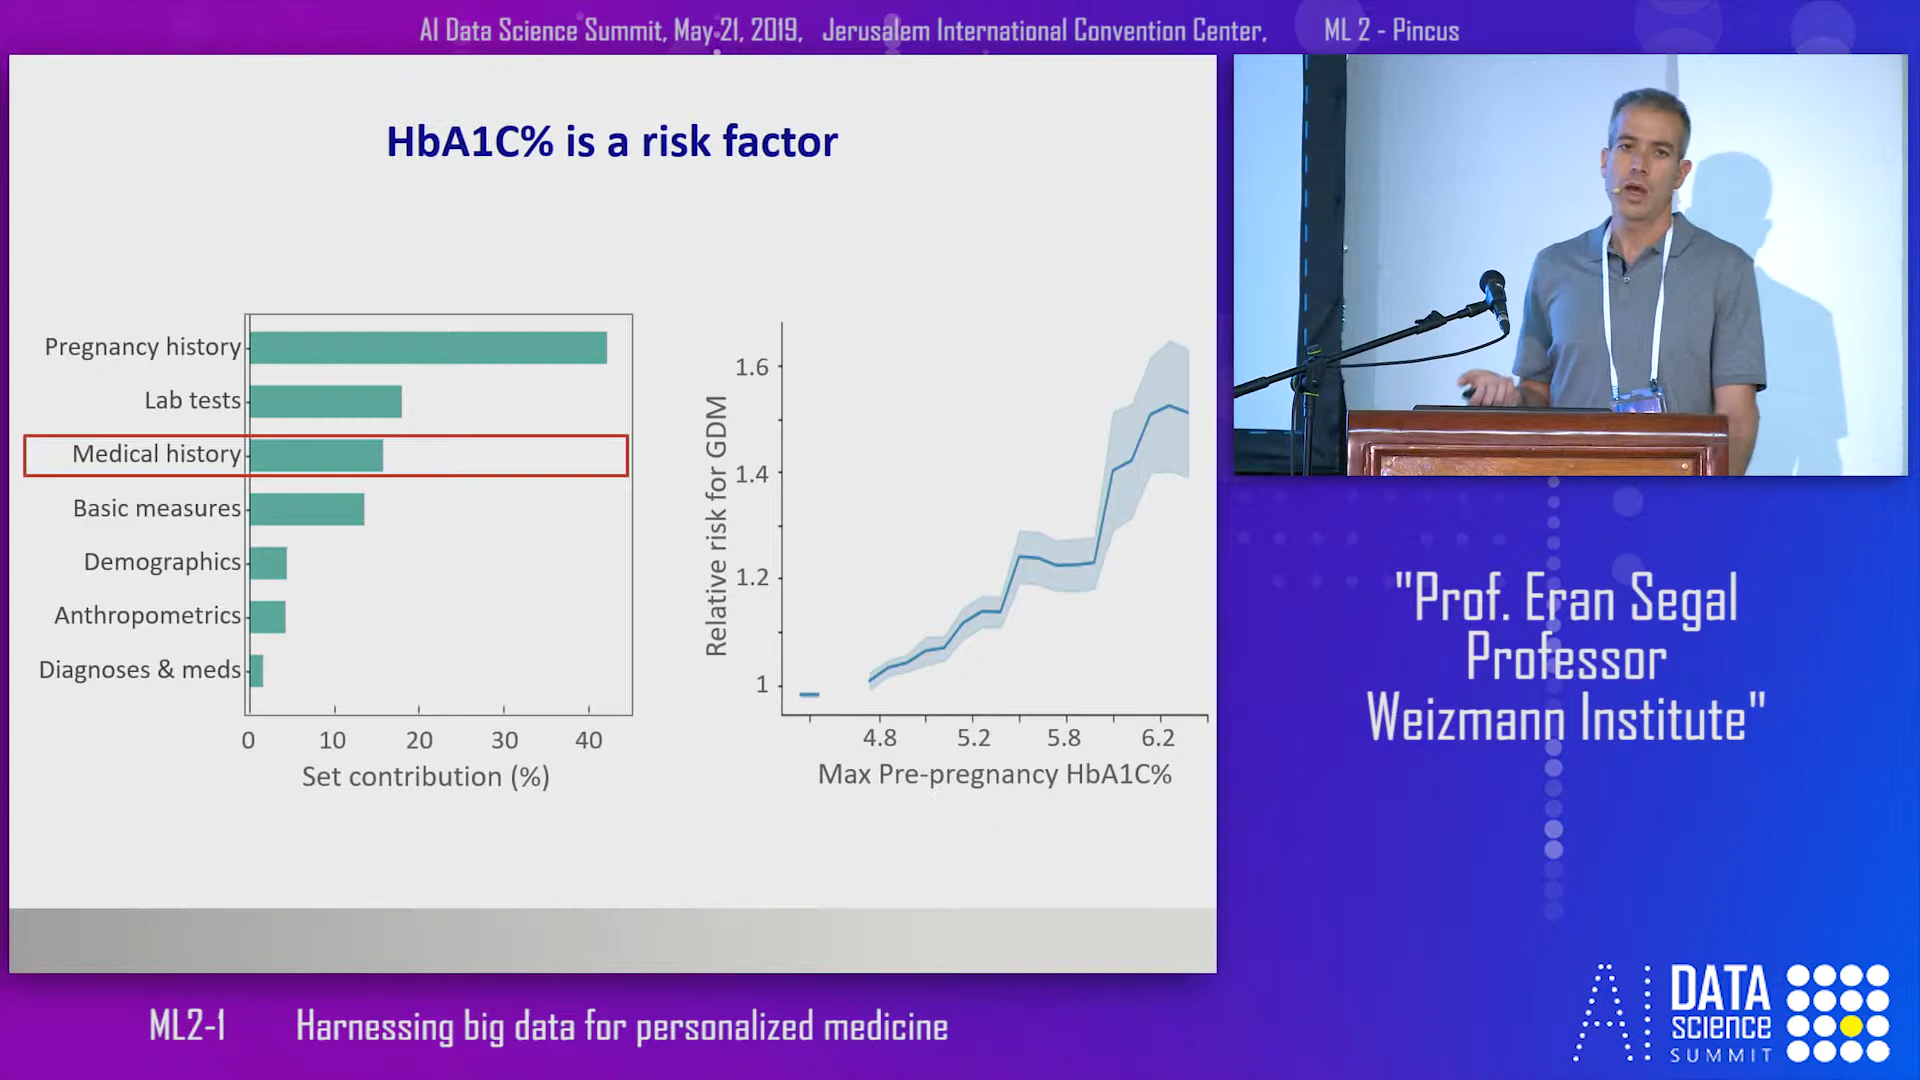 AI Data Science Summit, May 21, 2019, Jerusalem International Convention Center, ML 2 - Pincus
HbA1C% is a risk factor
Pregnancy history
Lab tests
Medical history
Basic measures
Demographics
Anthropometrics
Diagnoses & meds
0 10 20 30 40
Set contribution (%)
Relative risk for GDM
1.6
1.4
1.2
1
4.8 5.2 5.8 6.2
Max Pre-pregnancy HbA1C%
"Prof. Eran Segal
Professor
Weizmann Institute"
ML2-1 Harnessing big data for personalized medicine
AI
DATA
SCIENCE
SUMMIT